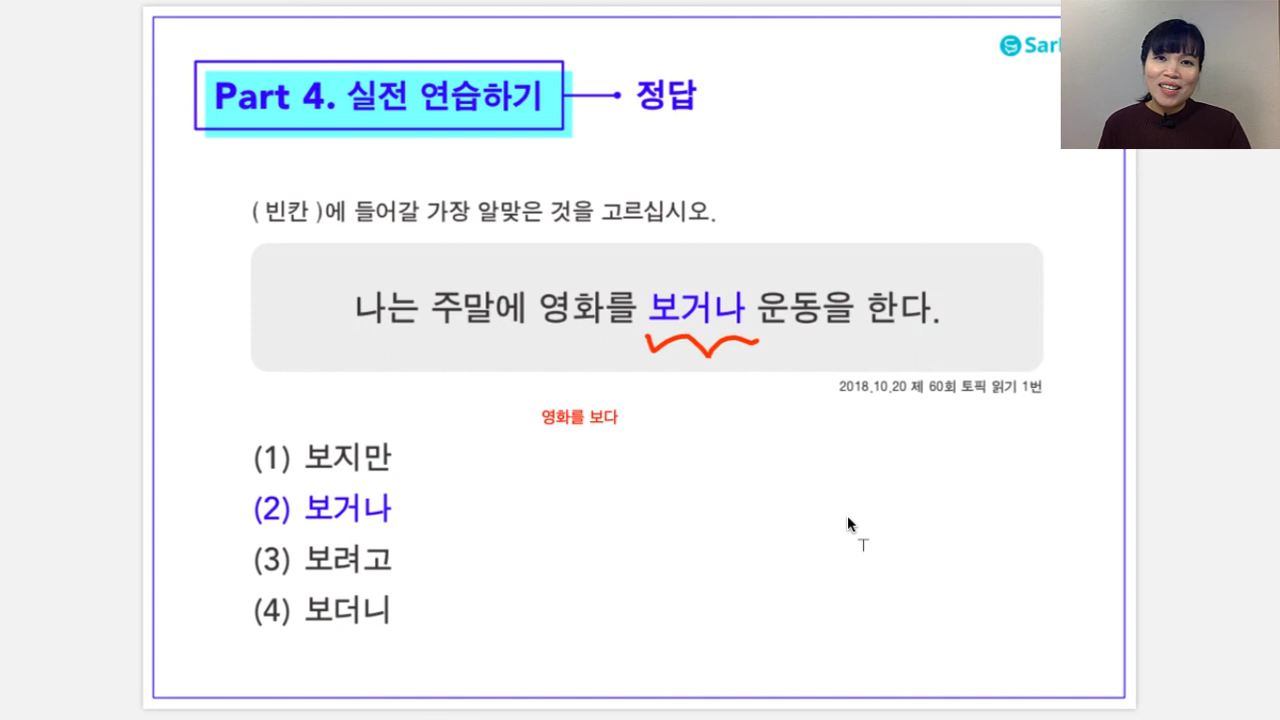 Part 4. 실전 연습하기 정답
( 빈칸 )에 들어갈 가장 알맞은 것을 고르십시오.
나는 주말에 영화를 보거나 운동을 한다.
2018.10.20 제 60회 토픽 읽기 1번
영화를 보다
(1) 보지만
(2) 보거나
(3) 보려고
(4) 보더니